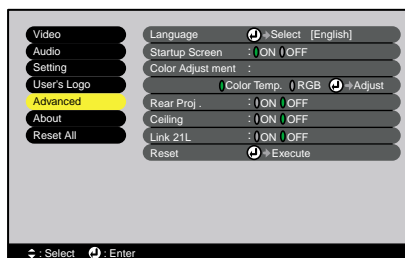 Video
Audio
Setting
User's Logo
Advanced
About
Reset All
Language Select [English]
Startup Screen : ON OFF
Color Adjust ment :
Color Temp. RGB Adjust
Rear Proj . : ON OFF
Ceiling : ON OFF
Link 21L : ON OFF
Reset Execute
: Select : Enter